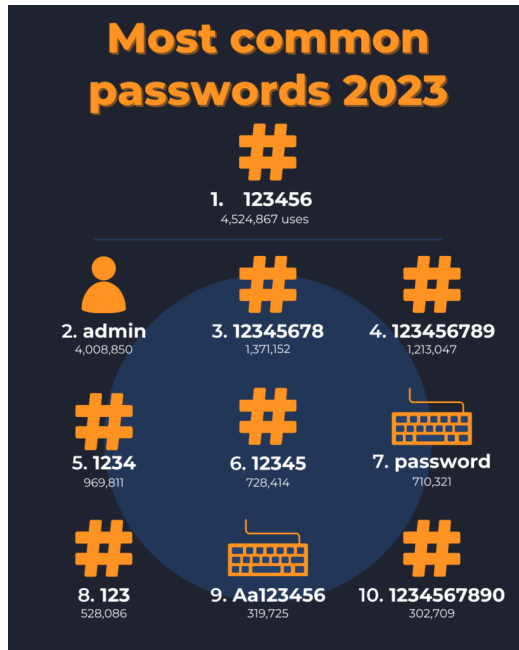 Most common
passwords 2023
1. 123456
4,524,867 uses
2. admin
4,008,850
3. 12345678
1,371,152
4. 123456789
1,213,047
5. 1234
969,811
6. 12345
728,414
7. password
710,321
8. 123
528,086
9. Aa123456
319,725
10. 1234567890
302,709